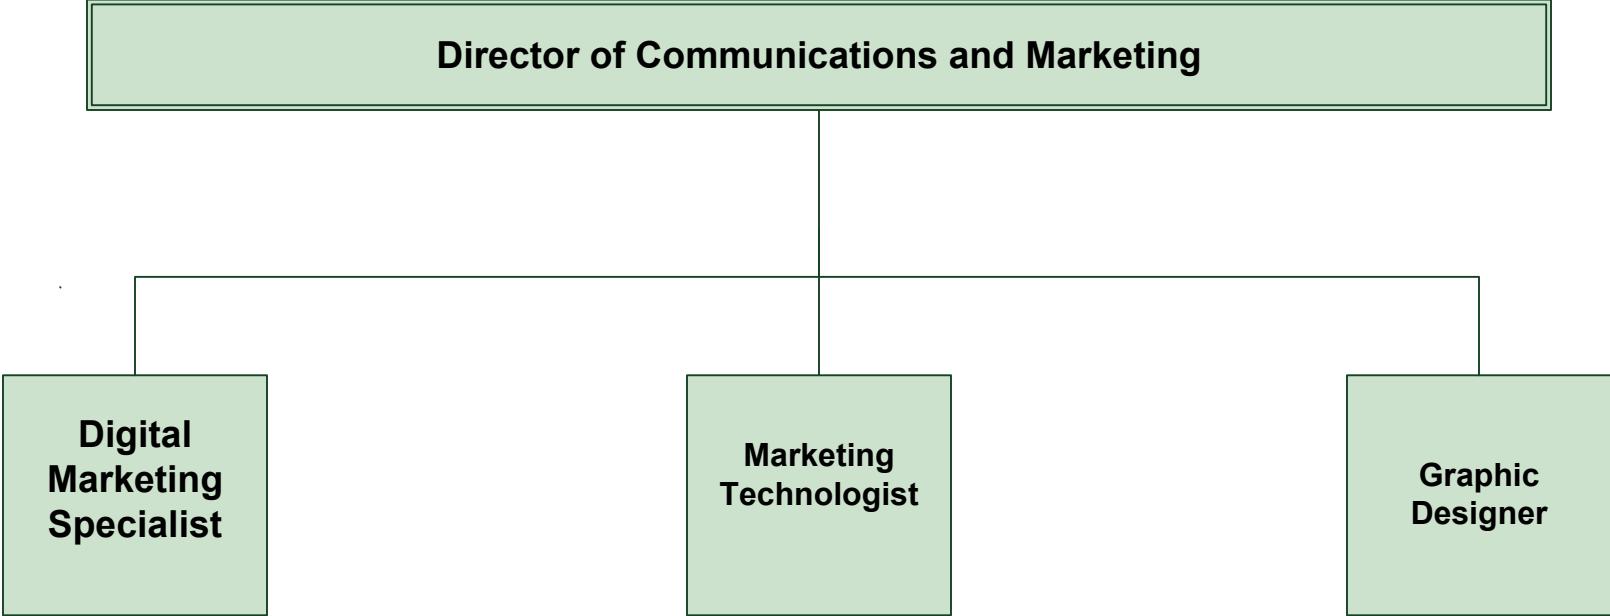 Director of Communications and Marketing
Digital
Marketing
Specialist
Marketing
Technologist
Graphic
Designer